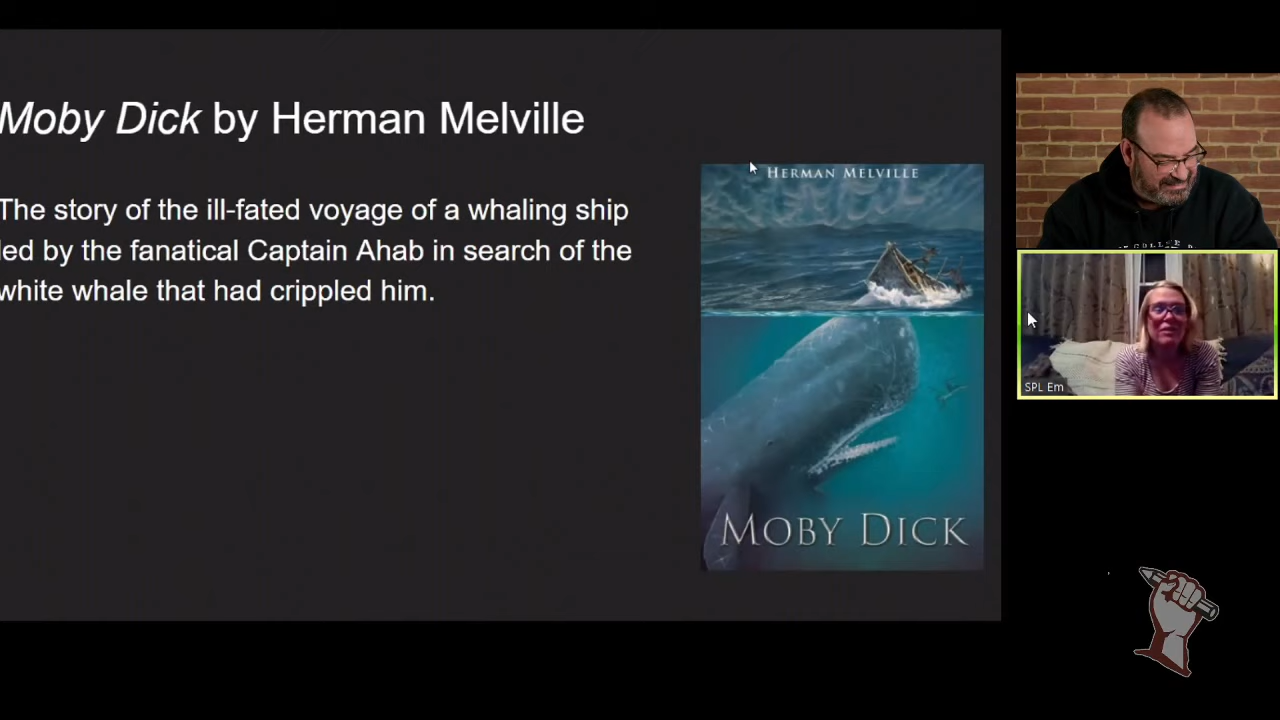 Moby Dick by Herman Melville
The story of the ill-fated voyage of a whaling ship
led by the fanatical Captain Ahab in search of the
white whale that had crippled him.
HERMAN MELVILLE
MOBY DICK
SPL Em